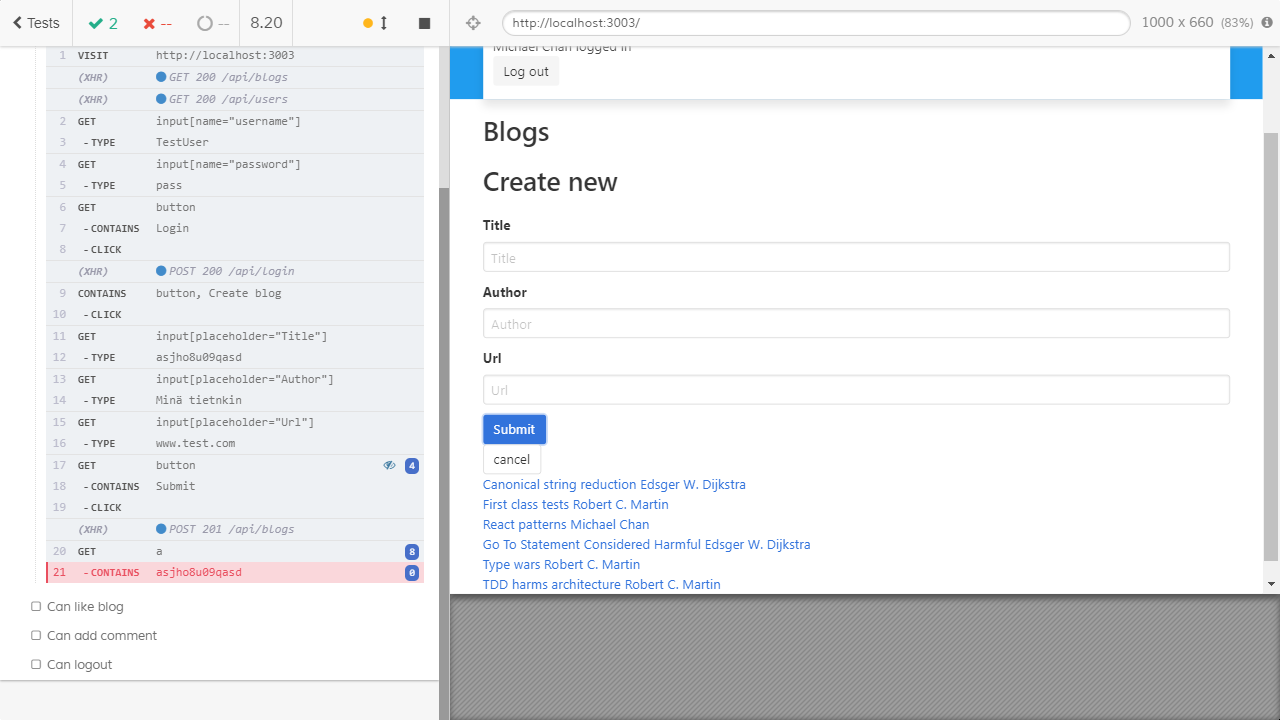 Tests
2
--
--
8.20
http://localhost:3003/
1000 x 660 (83%)
1 VISIT http://localhost:3003
(XHR) GET 200 /api/blogs
(XHR) GET 200 /api/users
2 GET input[name="username"]
3 -TYPE TestUser
4 GET input[name="password"]
5 -TYPE pass
6 GET button
7 -CONTAINS Login
8 -CLICK
(XHR) POST 200 /api/login
9 CONTAINS button, Create blog
10 -CLICK
11 GET input[placeholder="Title"]
12 -TYPE asjho8u09qasd
13 GET input[placeholder="Author"]
14 -TYPE Minä tietnkin
15 GET input[placeholder="Url"]
16 -TYPE www.test.com
17 GET button 4
18 -CONTAINS Submit
19 -CLICK
(XHR) POST 201 /api/blogs
20 GET a 8
21 -CONTAINS asjho8u09qasd 0
Can like blog
Can add comment
Can logout
Michael Chan logged in
Log out
Blogs
Create new
Title
Title
Author
Author
Url
Url
Submit
cancel
Canonical string reduction Edsger W. Dijkstra
First class tests Robert C. Martin
React patterns Michael Chan
Go To Statement Considered Harmful Edsger W. Dijkstra
Type wars Robert C. Martin
TDD harms architecture Robert C. Martin